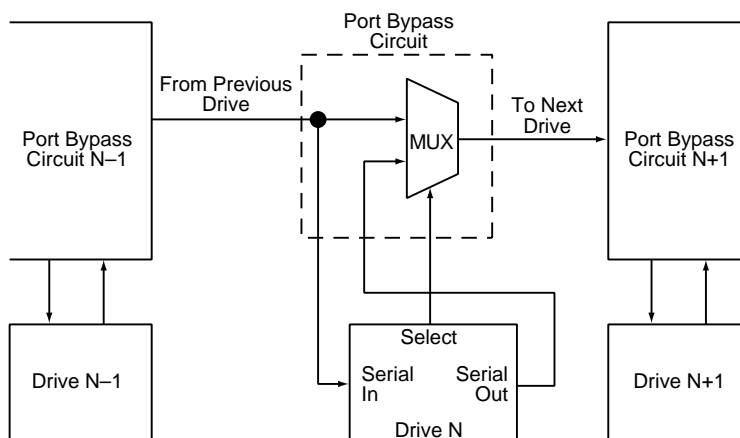 Port Bypass
Circuit
From Previous
Drive
To Next
Drive
MUX
Port Bypass
Circuit N–1
Port Bypass
Circuit N+1
Select
Drive N–1
Serial
In
Serial
Out
Drive N
Drive N+1